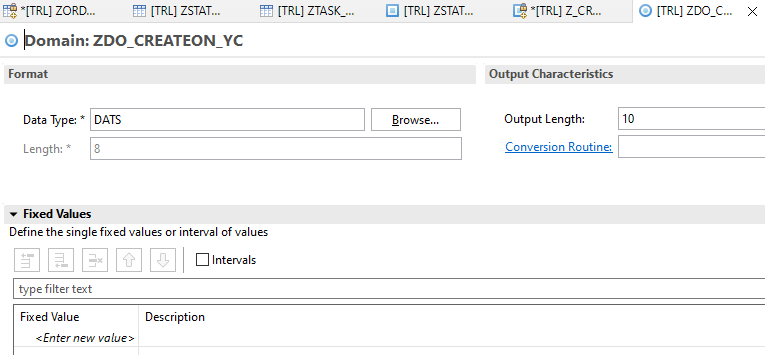 *[TRL] ZORD... [TRL] ZSTAT... [TRL] ZTASK_... [TRL] ZSTAT... *[TRL] Z_CR... [TRL] ZDO_C...
Domain: ZDO_CREATEON_YC
Format
Output Characteristics
Data Type: * DATS Browse...
Output Length: 10
Length: * 8
Conversion Routine:
Fixed Values
Define the single fixed values or interval of values
Intervals
type filter text
Fixed Value Description
<Enter new value>